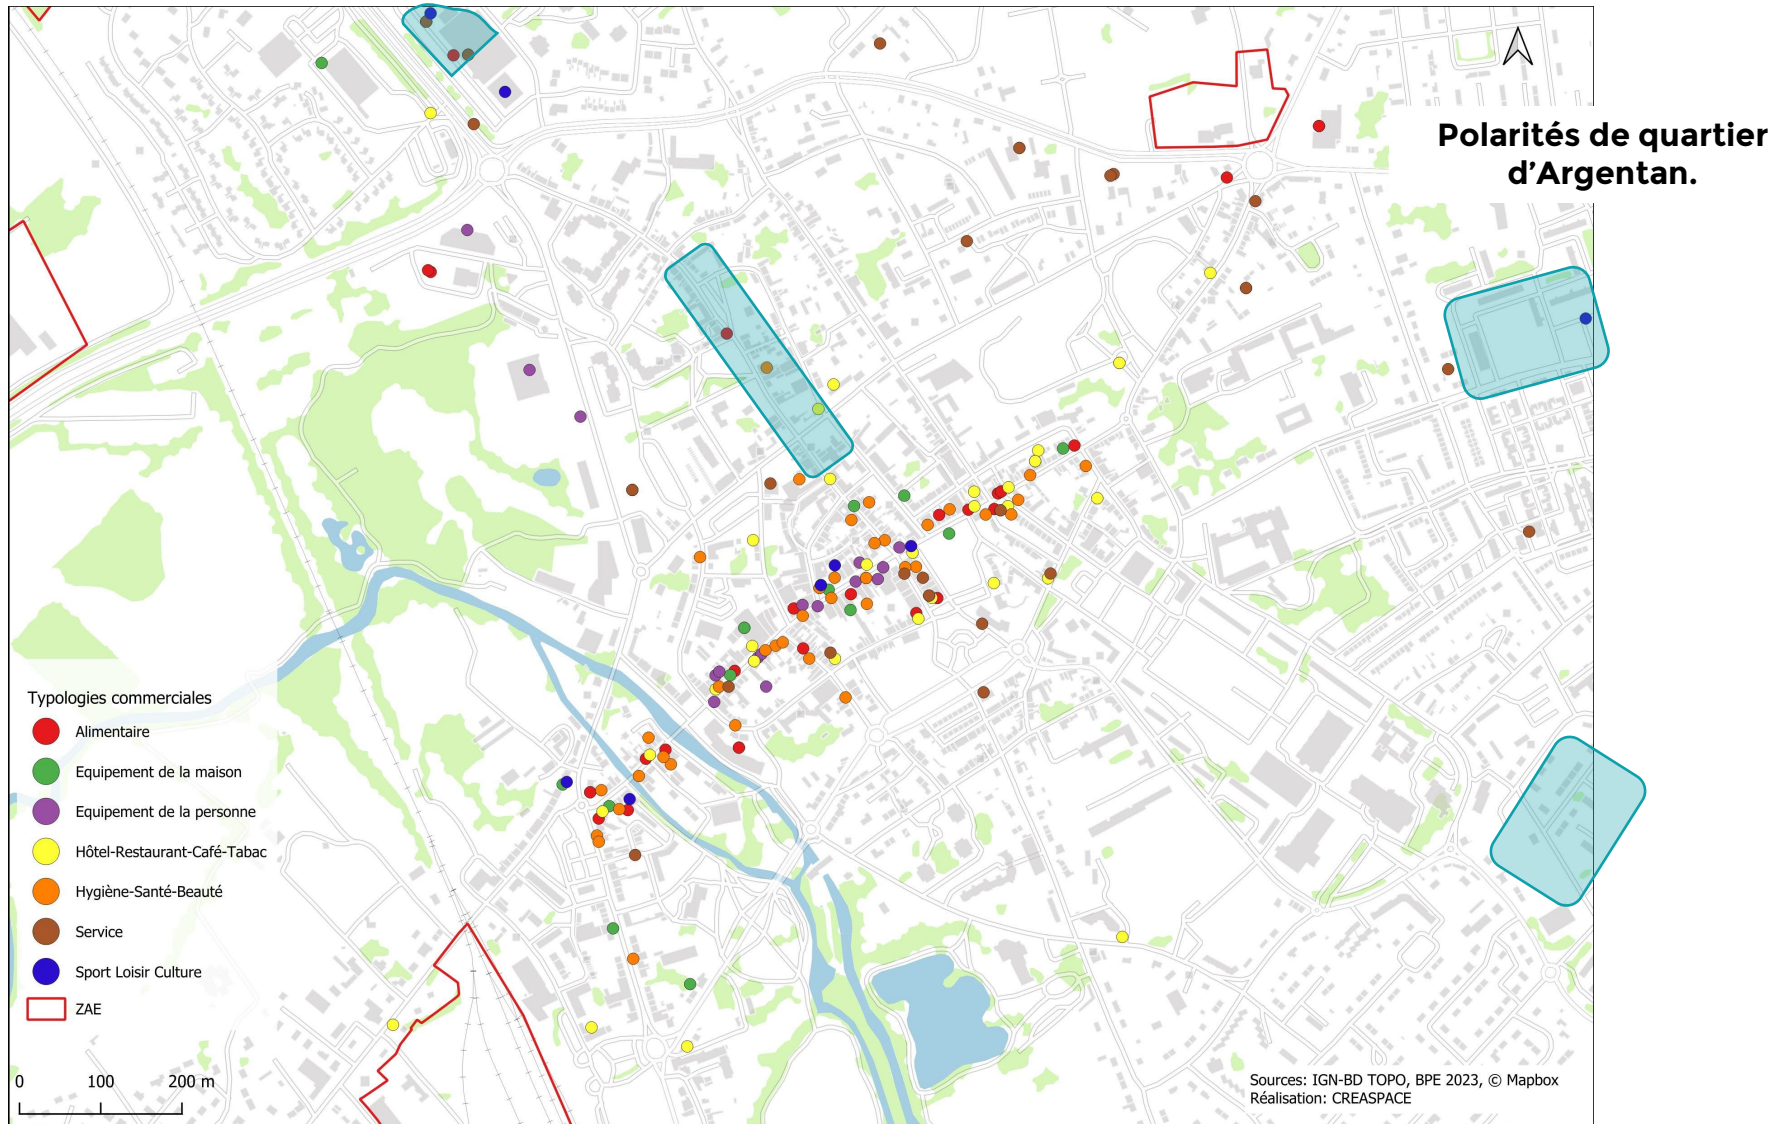 Polarités de quartier
d'Argentan.
Typologies commerciales
Alimentaire
Equipement de la maison
Equipement de la personne
Hôtel-Restaurant-Café-Tabac
Hygiène-Santé-Beauté
Service
Sport Loisir Culture
ZAE
0 100 200 m
Sources: IGN-BD TOPO, BPE 2023, © Mapbox
Réalisation: CREASPACE